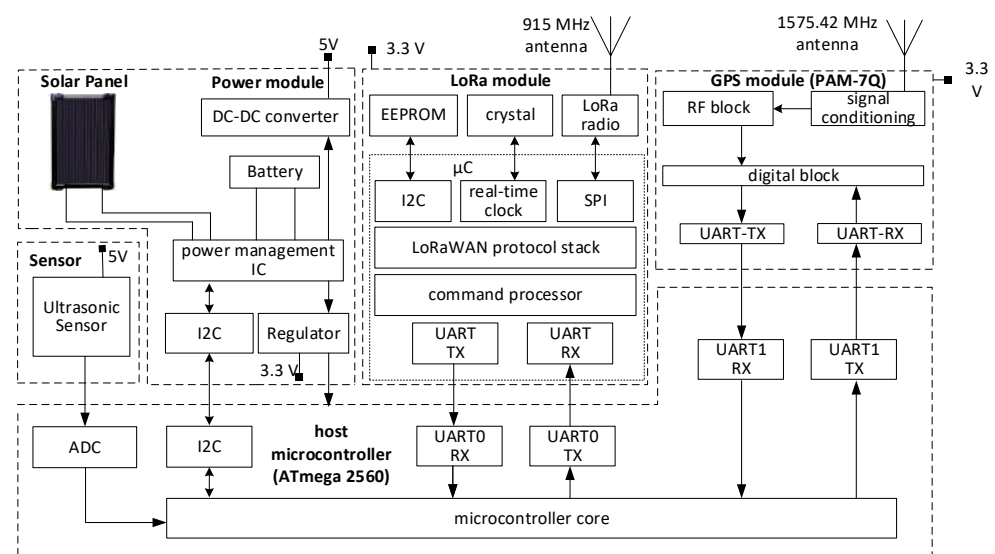 915 MHz
antenna
1575.42 MHz
antenna
5V
3.3 V
3.3
V
Solar Panel
Power module
LoRa module
GPS module (PAM-7Q)
DC-DC converter
EEPROM
crystal
LoRa
radio
RF block
signal
conditioning
Battery
µC
I2C
real-time
clock
SPI
digital block
UART-TX
UART-RX
power management
IC
LoRaWAN protocol stack
Sensor
5V
Ultrasonic
Sensor
command processor
I2C
Regulator
UART
TX
UART
RX
UART1
RX
UART1
TX
3.3 V
ADC
I2C
host
microcontroller
(ATmega 2560)
UART0
RX
UART0
TX
microcontroller core